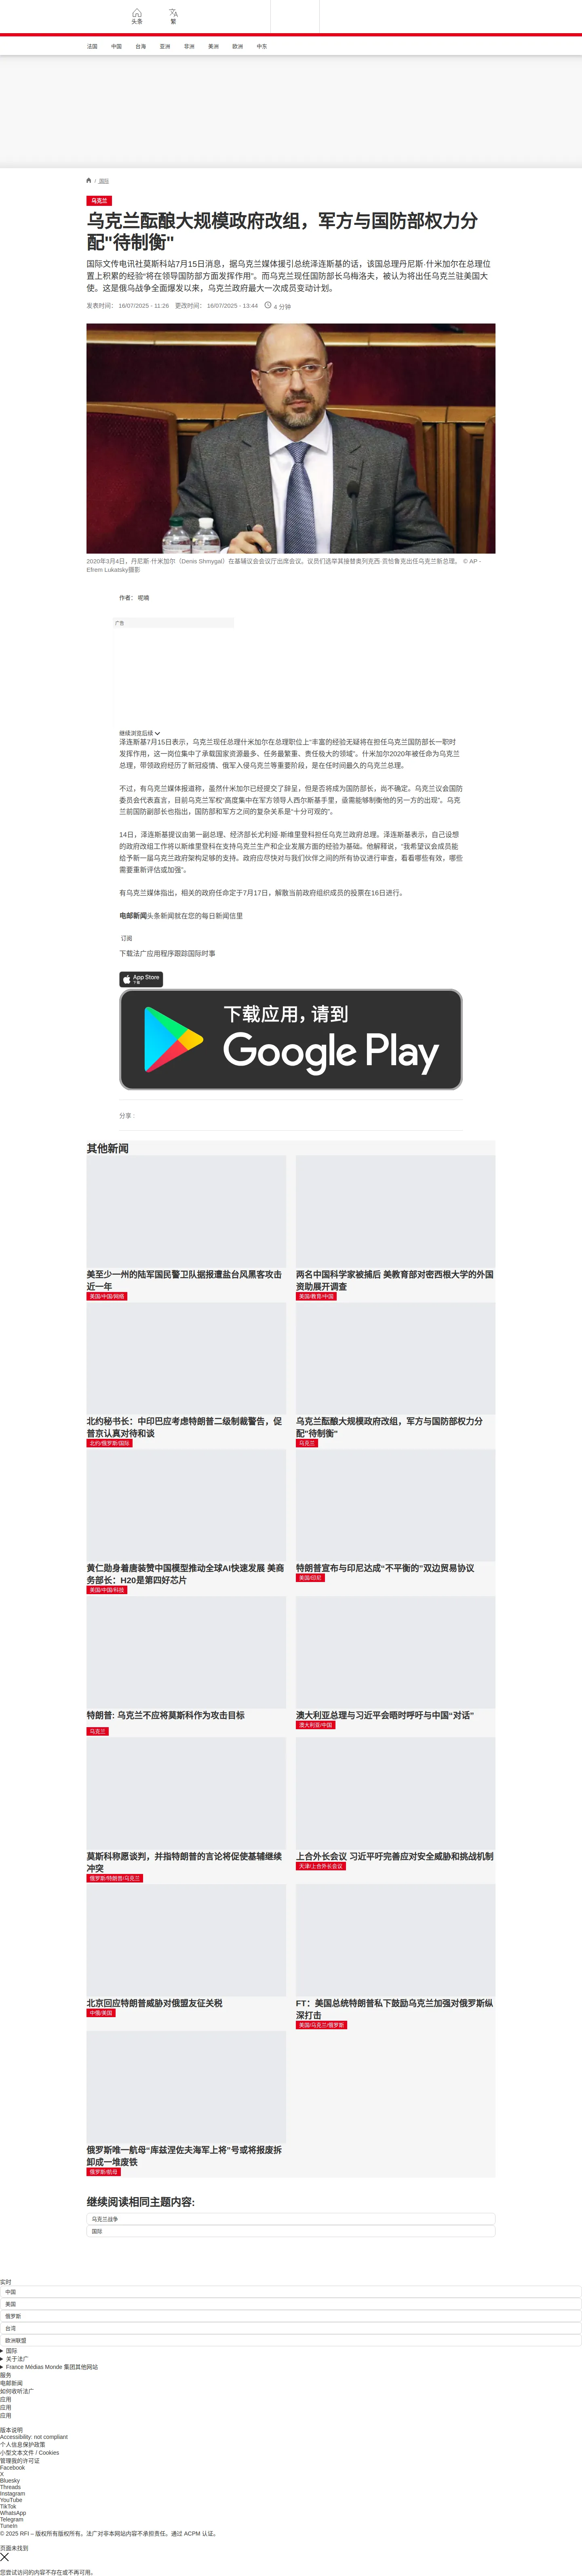 头条
繁
法国
中国
台海
亚洲
非洲
美洲
欧洲
中东
/ 国际
乌克兰
乌克兰酝酿大规模政府改组，军方与国防部权力分
配"待制衡"
国际文传电讯社莫斯科站7月15日消息，据乌克兰媒体援引总统泽连斯基的话，该国总理丹尼斯·什米加尔在总理位
置上积累的经验“将在领导国防部方面发挥作用”。而乌克兰现任国防部长乌梅洛夫，被认为将出任乌克兰驻美国大
使。这是俄乌战争全面爆发以来，乌克兰政府最大一次成员变动计划。
发表时间： 16/07/2025 - 11:26 更改时间： 16/07/2025 - 13:44 4 分钟
2020年3月4日，丹尼斯·什米加尔（Denis Shmygal）在基辅议会会议厅出席会议。议员们选举其接替奥列克西·贡恰鲁克出任乌克兰新总理。 © AP -
Efrem Lukatsky摄影
作者： 呢喃
广告
继续浏览后续
泽连斯基7月15日表示，乌克兰现任总理什米加尔在总理职位上“丰富的经验无疑将在担任乌克兰国防部长一职时
发挥作用，这一岗位集中了承载国家资源最多、任务最繁重、责任极大的领域”。什米加尔2020年被任命为乌克兰
总理，带领政府经历了新冠疫情、俄军入侵乌克兰等重要阶段，是在任时间最久的乌克兰总理。
不过，有乌克兰媒体报道称，虽然什米加尔已经提交了辞呈，但是否将成为国防部长，尚不确定。乌克兰议会国防
委员会代表直言，目前乌克兰军权“高度集中在军方领导人西尔斯基手里，亟需能够制衡他的另一方的出现”。乌克
兰前国防副部长也指出，国防部和军方之间的复杂关系是“十分可观的”。
14日，泽连斯基提议由第一副总理、经济部长尤利娅·斯维里登科担任乌克兰政府总理。泽连斯基表示，自己设想
的政府改组工作将以斯维里登科在支持乌克兰生产和企业发展方面的经验为基础。他解释说，“我希望议会成员能
给予新一届乌克兰政府架构足够的支持。政府应尽快对与我们伙伴之间的所有协议进行审查，看看哪些有效，哪些
需要重新评估或加强”。
有乌克兰媒体指出，相关的政府任命定于7月17日，解散当前政府组织成员的投票在16日进行。
电邮新闻头条新闻就在您的每日新闻信里
订阅
下载法广应用程序跟踪国际时事
App Store
下载
下载应用，请到
Google Play
分享 :
其他新闻
美至少一州的陆军国民警卫队据报遭盐台风黑客攻击
近一年
美国/中国/网络
两名中国科学家被捕后 美教育部对密西根大学的外国
资助展开调查
美国/教育/中国
北约秘书长：中印巴应考虑特朗普二级制裁警告，促
普京认真对待和谈
北约/俄罗斯/国际
乌克兰酝酿大规模政府改组，军方与国防部权力分
配"待制衡"
乌克兰
黄仁勋身着唐装赞中国模型推动全球AI快速发展 美商
务部长：H20是第四好芯片
美国/中国/科技
特朗普宣布与印尼达成“不平衡的”双边贸易协议
美国/印尼
特朗普: 乌克兰不应将莫斯科作为攻击目标
乌克兰
澳大利亚总理与习近平会晤时呼吁与中国“对话”
澳大利亚/中国
莫斯科称愿谈判，并指特朗普的言论将促使基辅继续
冲突
俄罗斯/特朗普/乌克兰
上合外长会议 习近平吁完善应对安全威胁和挑战机制
天津/上合外长会议
北京回应特朗普威胁对俄盟友征关税
中俄/美国
FT：美国总统特朗普私下鼓励乌克兰加强对俄罗斯纵
深打击
美国/乌克兰/俄罗斯
俄罗斯唯一航母“库兹涅佐夫海军上将”号或将报废拆
卸成一堆废铁
俄罗斯/航母
继续阅读相同主题内容:
乌克兰战争
国际
实时
中国
美国
俄罗斯
台湾
欧洲联盟
国际
关于法广
France Médias Monde 集团其他网站
服务
电邮新闻
如何收听法广
应用
应用
应用
版本说明
Accessibility: not compliant
个人信息保护政策
小型文本文件 / Cookies
管理我的许可证
Facebook
X
Bluesky
Threads
Instagram
YouTube
TikTok
WhatsApp
Telegram
TuneIn
© 2025 RFI – 版权所有版权所有。法广对非本网站内容不承担责任。通过 ACPM 认证。
页面未找到
您尝试访问的内容不存在或不再可用。